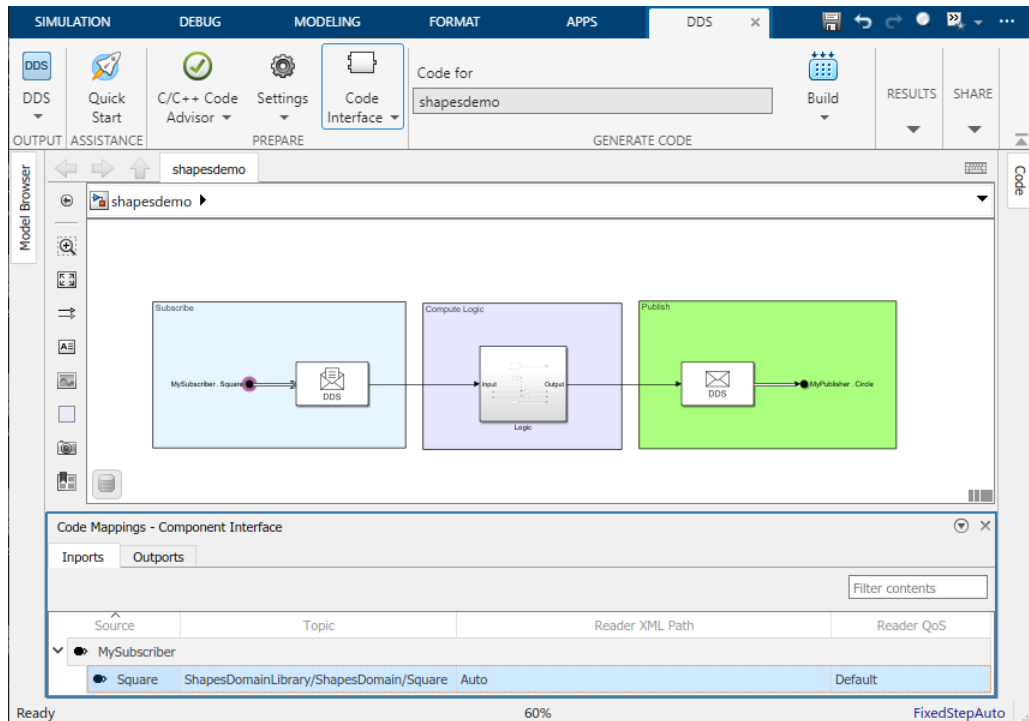 SIMULATION DEBUG MODELING FORMAT APPS DDS
DDS
DDS
Quick
Start
C/C++ Code
Advisor
Settings
Code
Interface
Code for
shapesdemo
Build
RESULTS
SHARE
OUTPUT ASSISTANCE PREPARE GENERATE CODE
Model Browser
shapesdemo
Code
shapesdemo
Subscribe
MySubscriber . Square
DDS
Compute Logic
Input
Output
Logic
Publish
DDS
MyPublisher . Circle
Code Mappings - Component Interface
Inports Outports
Filter contents
Source Topic Reader XML Path Reader QoS
MySubscriber
Square ShapesDomainLibrary/ShapesDomain/Square Auto Default
Ready 60% FixedStepAuto